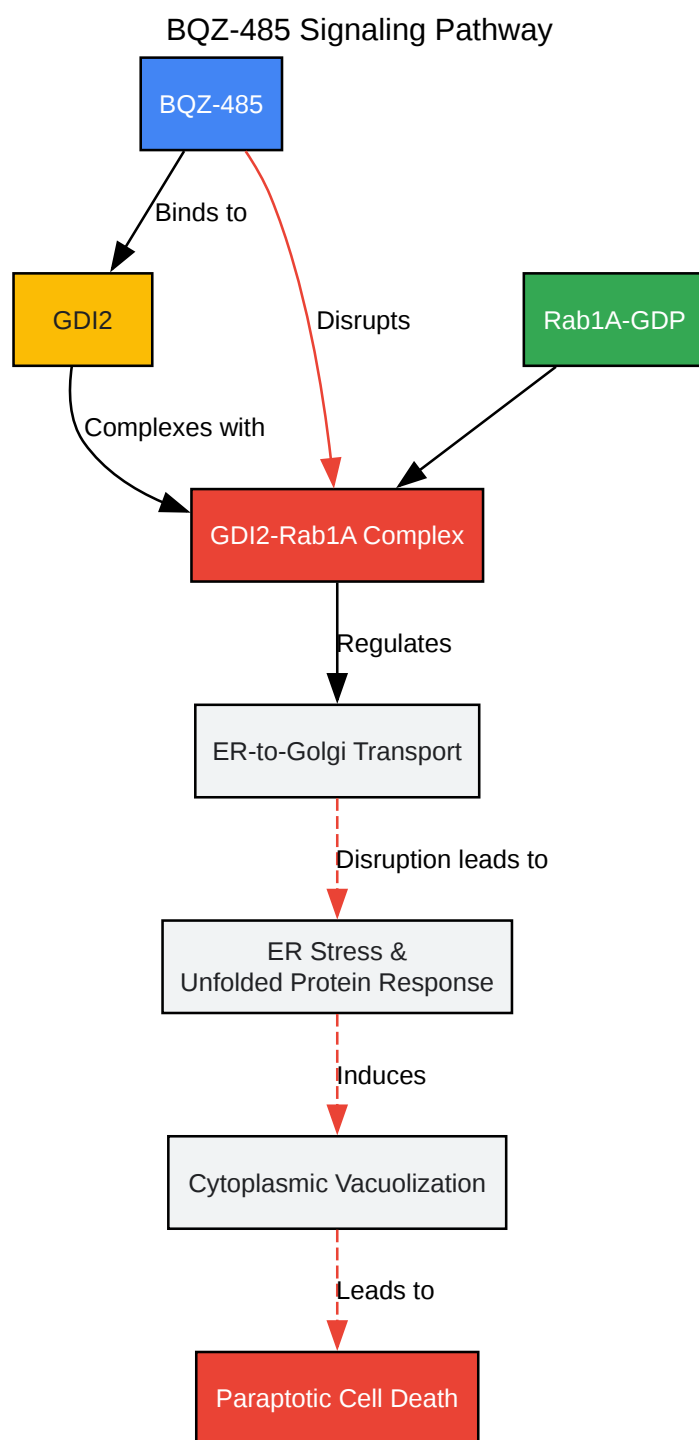 BQZ-485 Signaling Pathway
BQZ-485
Binds to
GDI2
Disrupts
Rab1A-GDP
Complexes with
GDI2-Rab1A Complex
Regulates
ER-to-Golgi Transport
Disruption leads to
ER Stress &
Unfolded Protein Response
Induces
Cytoplasmic Vacuolization
Leads to
Paraptotic Cell Death